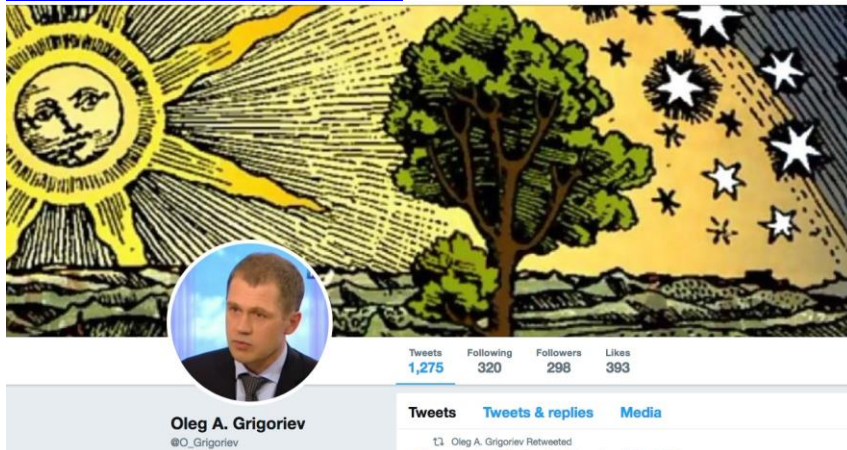 Tweets Following Followers Likes
1,275 320 298 393
Oleg A. Grigoriev
@O_Grigoriev
Tweets Tweets & replies Media
Oleg A. Grigoriev Retweeted